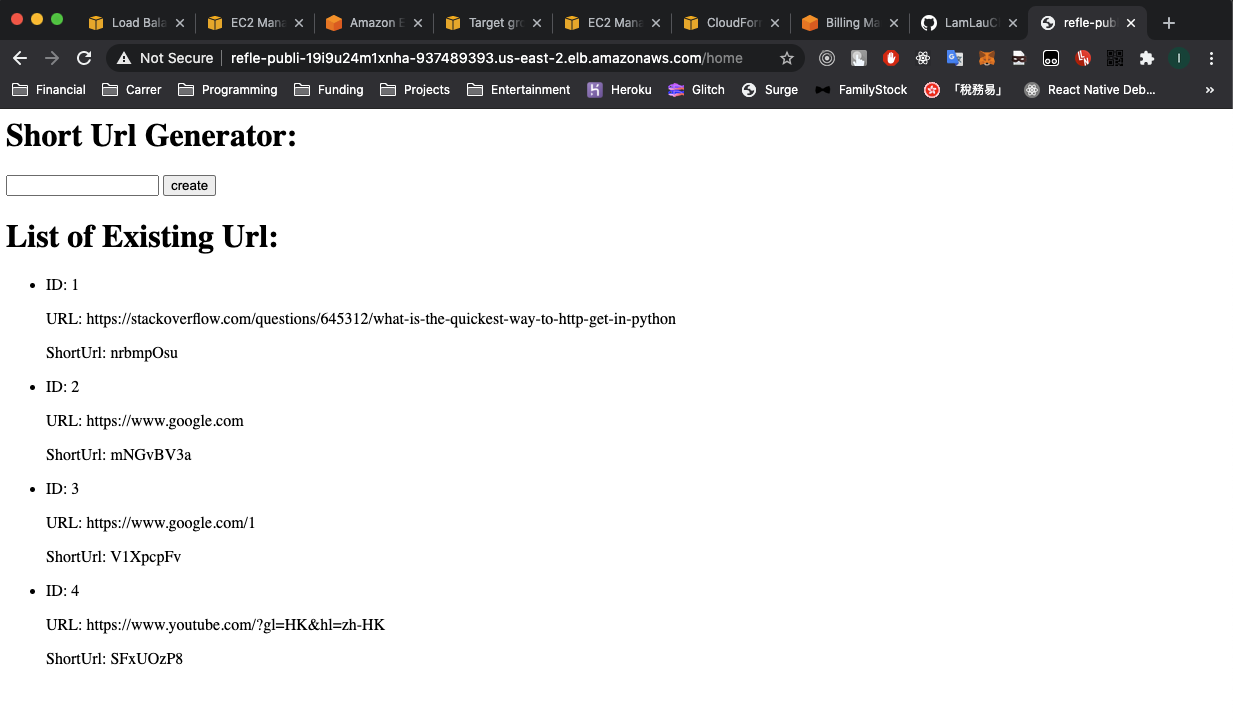 Load Bala
EC2 Mana
Amazon E
Target gro
EC2 Mana
CloudForm
Billing Ma
LamLauCl
refle-publ
Not Secure
refle-publi-19i9u24m1xnha-937489393.us-east-2.elb.amazonaws.com/home
Financial
Carrer
Programming
Funding
Projects
Entertainment
Heroku
Glitch
Surge
FamilyStock
「稅務易」
React Native Deb...
Short Url Generator:
create
List of Existing Url:
ID: 1
URL: https://stackoverflow.com/questions/645312/what-is-the-quickest-way-to-http-get-in-python
ShortUrl: nrbmpOsu
ID: 2
URL: https://www.google.com
ShortUrl: mNGvBV3a
ID: 3
URL: https://www.google.com/1
ShortUrl: V1XpcpFv
ID: 4
URL: https://www.youtube.com/?gl=HK&hl=zh-HK
ShortUrl: SFxUOzP8